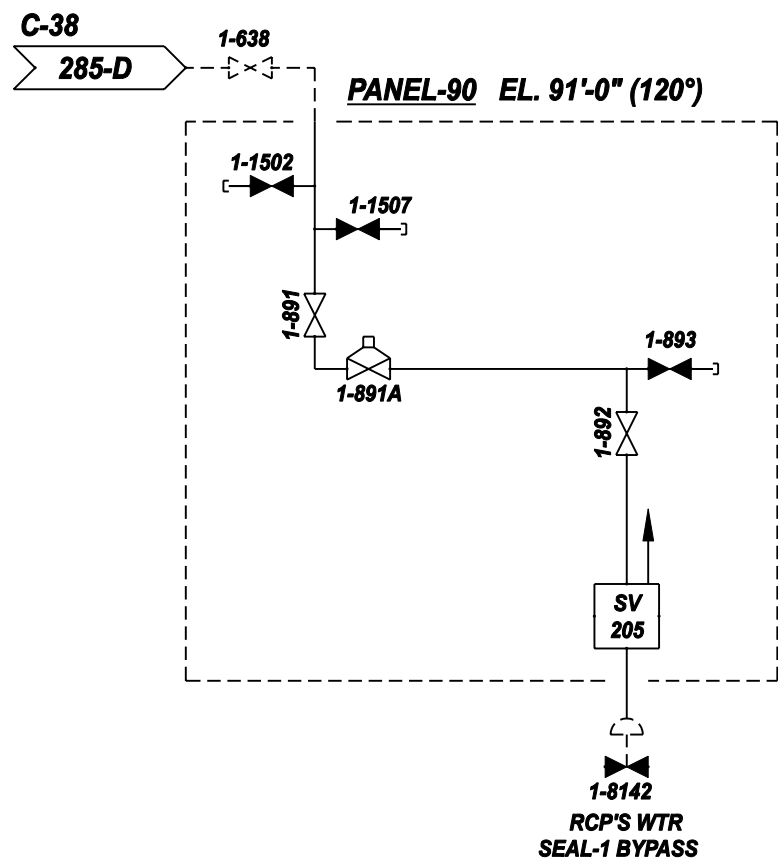 C-38
1-638
285-D
PANEL-90 EL. 91'-0" (120°)
1-1502
1-1507
1-891
1-893
1-891A
1-892
SV
205
1-8142
RCP'S WTR
SEAL-1 BYPASS